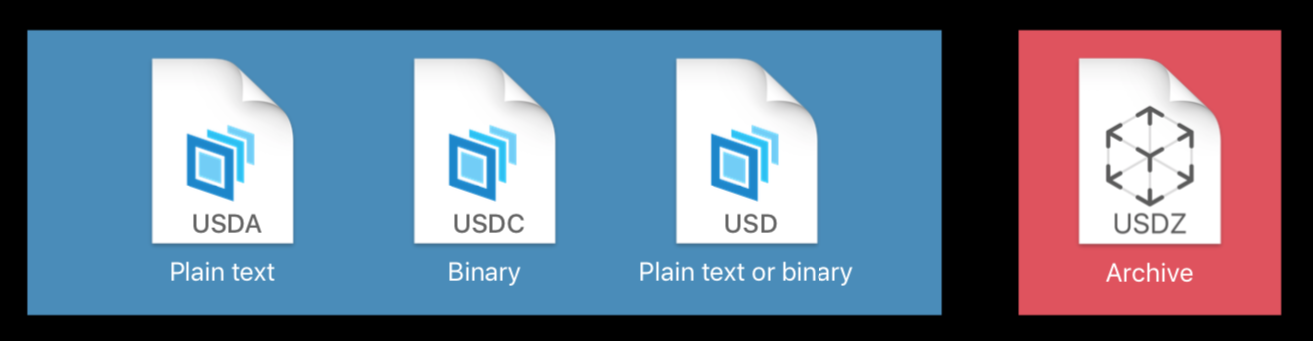 USDA
Plain text
USDC
Binary
USD
Plain text or binary
USDZ
Archive